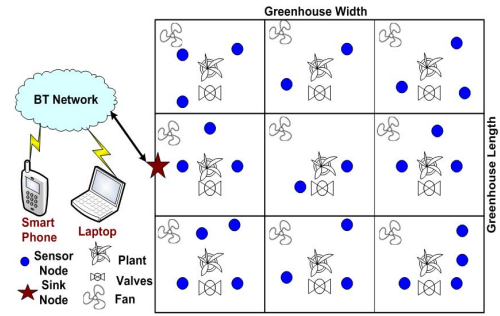 Greenhouse Width
BT Network
Greenhouse Length
Smart
Phone
Laptop
Sensor
Node
Sink
Node
Plant
Valves
Fan